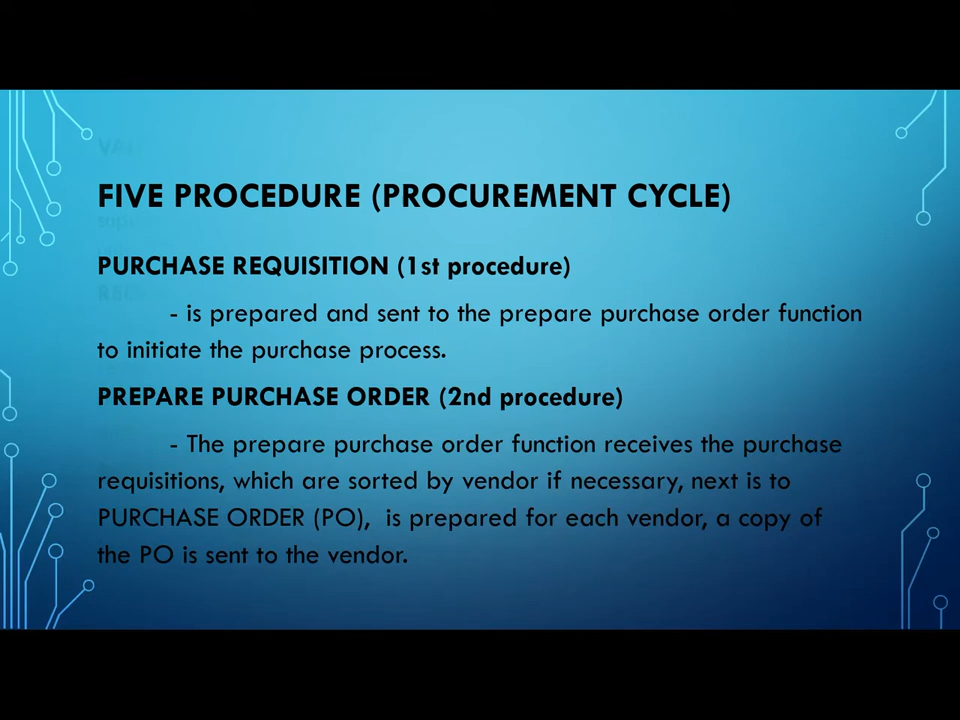 FIVE PROCEDURE (PROCUREMENT CYCLE)
PURCHASE REQUISITION (1st procedure)
- is prepared and sent to the prepare purchase order function
to initiate the purchase process.
PREPARE PURCHASE ORDER (2nd procedure)
- The prepare purchase order function receives the purchase
requisitions, which are sorted by vendor if necessary, next is to
PURCHASE ORDER (PO), is prepared for each vendor, a copy of
the PO is sent to the vendor.